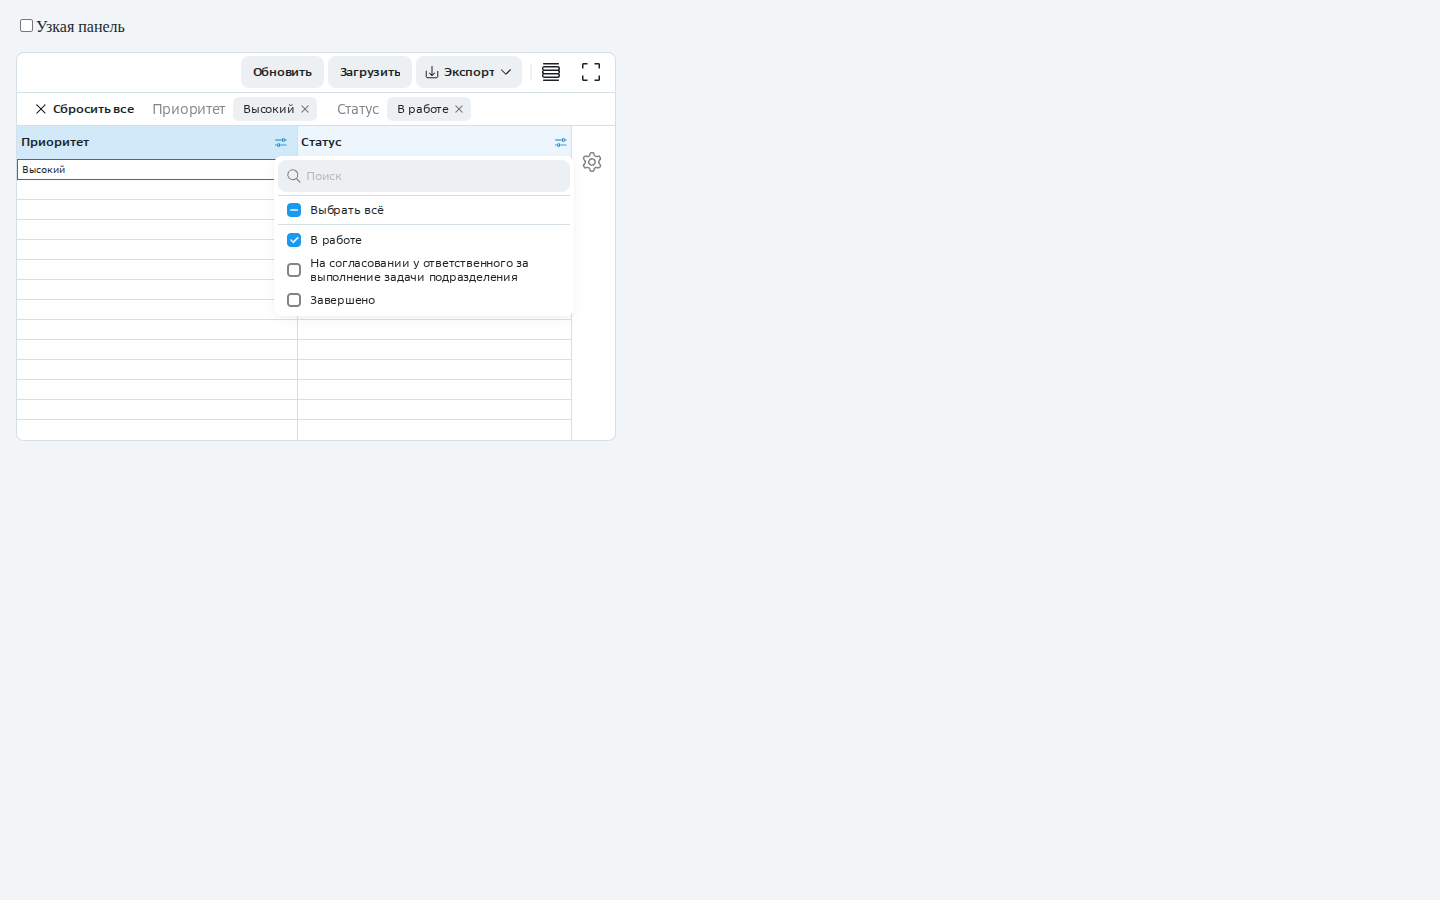 Узкая панель
Обновить Загрузить Экспорт
Сбросить все Приоритет Высокий Статус В работе
Приоритет Статус
Высокий
Поиск
Выбрать всё
В работе
На согласовании у ответственного за
выполнение задачи подразделения
Завершено